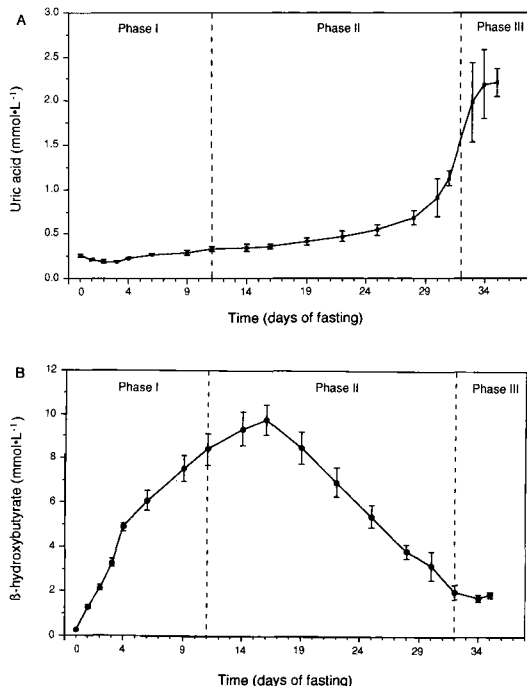 A
Phase I
Phase II
Phase III
Uric acid (mmol•L⁻¹)
3.0
2.5
2.0
1.5
1.0
0.5
0.0
0 4 9 14 19 24 29 34
Time (days of fasting)
B
Phase I
Phase II
Phase III
ß-hydroxybutyrate (mmol•L⁻¹)
12
10
8
6
4
2
0
0 4 9 14 19 24 29 34
Time (days of fasting)